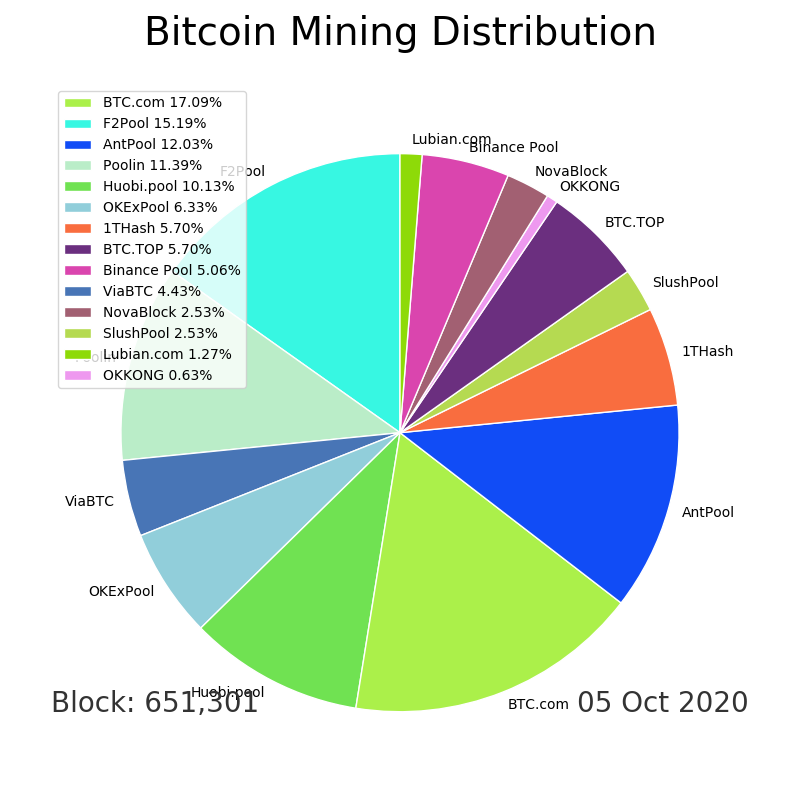 Bitcoin Mining Distribution
BTC.com 17.09%
F2Pool 15.19%
AntPool 12.03%
Poolin 11.39%
Huobi.pool 10.13%
OKExPool 6.33%
1THash 5.70%
BTC.TOP 5.70%
Binance Pool 5.06%
ViaBTC 4.43%
NovaBlock 2.53%
SlushPool 2.53%
Lubian.com 1.27%
OKKONG 0.63%
Lubian.com
Binance Pool
NovaBlock
OKKONG
BTC.TOP
SlushPool
1THash
AntPool
BTC.com
Huobi.pool
OKExPool
ViaBTC
Poolin
F2Pool
Block: 651,301
05 Oct 2020